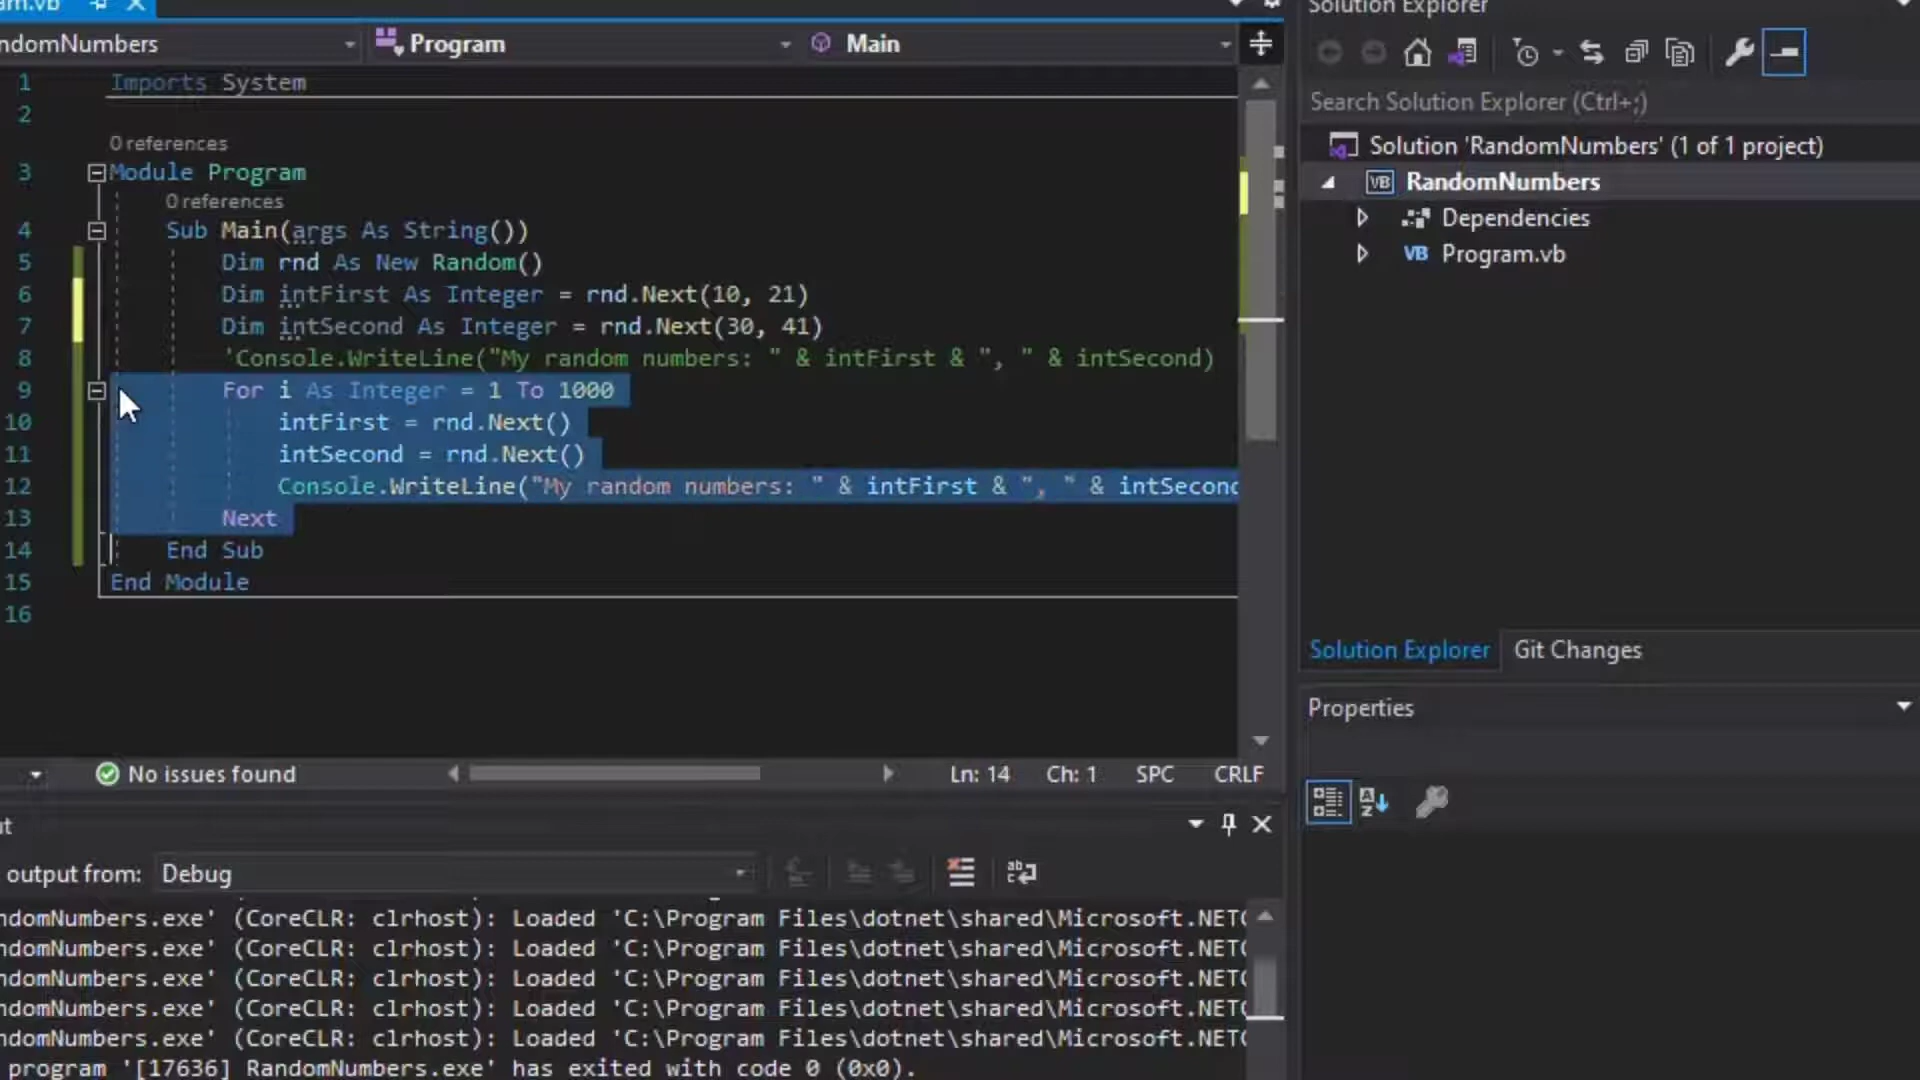 am.vb
ndomNumbers
Program
Main
1 Imports System
2
0 references
3 Module Program
0 references
4 Sub Main(args As String())
5 Dim rnd As New Random()
6 Dim intFirst As Integer = rnd.Next(10, 21)
7 Dim intSecond As Integer = rnd.Next(30, 41)
8 'Console.WriteLine("My random numbers: " & intFirst & ", " & intSecond)
9 For i As Integer = 1 To 1000
10 intFirst = rnd.Next()
11 intSecond = rnd.Next()
12 Console.WriteLine("My random numbers: " & intFirst & ", " & intSecond
13 Next
14 End Sub
15 End Module
16
No issues found
Ln: 14 Ch: 1 SPC CRLF
t
output from: Debug
ndomNumbers.exe' (CoreCLR: clrhost): Loaded 'C:\Program Files\dotnet\shared\Microsoft.NETC
ndomNumbers.exe' (CoreCLR: clrhost): Loaded 'C:\Program Files\dotnet\shared\Microsoft.NETC
ndomNumbers.exe' (CoreCLR: clrhost): Loaded 'C:\Program Files\dotnet\shared\Microsoft.NETC
ndomNumbers.exe' (CoreCLR: clrhost): Loaded 'C:\Program Files\dotnet\shared\Microsoft.NETC
ndomNumbers.exe' (CoreCLR: clrhost): Loaded 'C:\Program Files\dotnet\shared\Microsoft.NETC
program '[17636] RandomNumbers.exe' has exited with code 0 (0x0).
Solution Explorer
Search Solution Explorer (Ctrl+;)
Solution 'RandomNumbers' (1 of 1 project)
VB RandomNumbers
Dependencies
VB Program.vb
Solution Explorer Git Changes
Properties